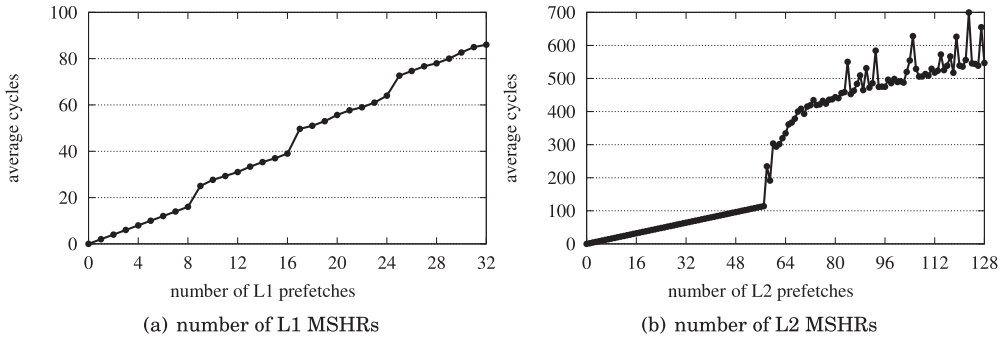 100
80
60
40
20
0
average cycles
0 4 8 12 16 20 24 28 32
number of L1 prefetches
(a) number of L1 MSHRs
700
600
500
400
300
200
100
0
average cycles
0 16 32 48 64 80 96 112 128
number of L2 prefetches
(b) number of L2 MSHRs